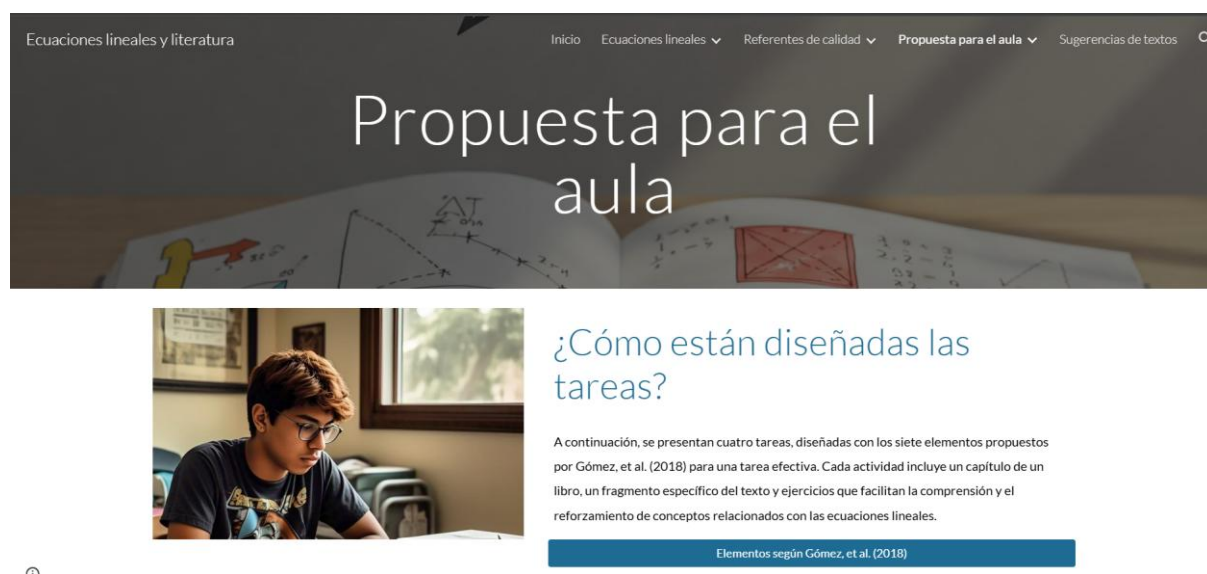 Ecuaciones lineales y literatura
Inicio Ecuaciones lineales Referentes de calidad Propuesta para el aula Sugerencias de textos
Propuesta para el
aula
¿Cómo están diseñadas las
tareas?
A continuación, se presentan cuatro tareas, diseñadas con los siete elementos propuestos
por Gómez, et al. (2018) para una tarea efectiva. Cada actividad incluye un capítulo de un
libro, un fragmento específico del texto y ejercicios que facilitan la comprensión y el
reforzamiento de conceptos relacionados con las ecuaciones lineales.
Elementos según Gómez, et al. (2018)